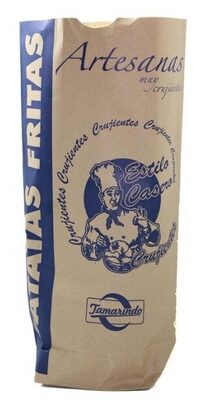 Artesanas
muy
crujientes
Crujientes Crujientes Crujientes Crujientes
Estilo
Casero
Crujientes
Tamarindo
PATATAS FRITAS